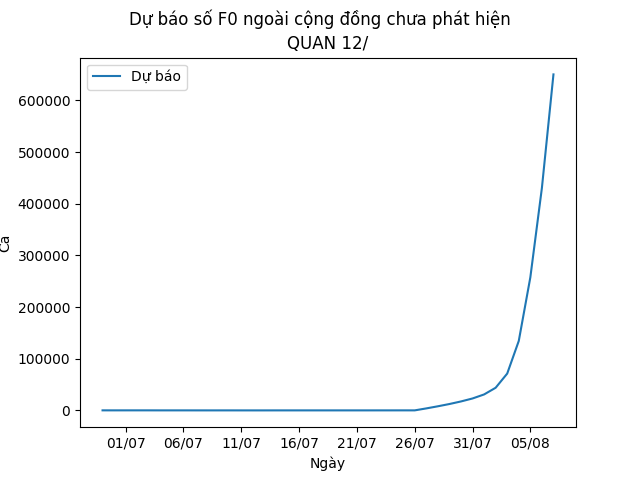 Dự báo số F0 ngoài cộng đồng chưa phát hiện
QUAN 12/
Dự báo
600000
500000
400000
300000
200000
100000
0
Ca
01/07 06/07 11/07 16/07 21/07 26/07 31/07 05/08
Ngày